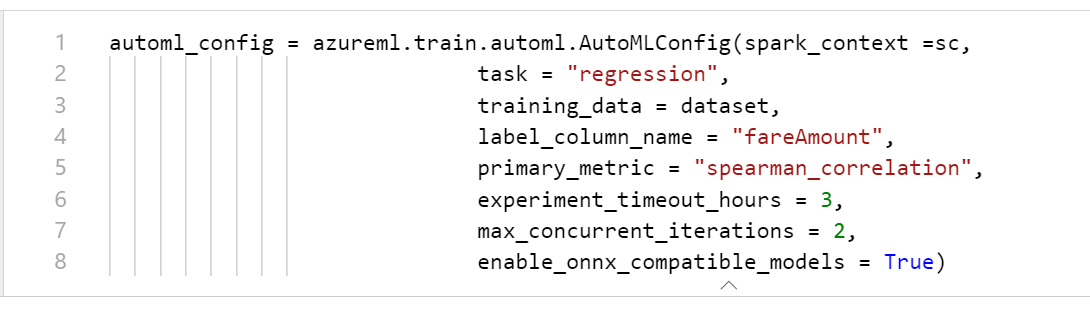 1 automl_config = azureml.train.automl.AutoMLConfig(spark_context =sc,
2 task = "regression",
3 training_data = dataset,
4 label_column_name = "fareAmount",
5 primary_metric = "spearman_correlation",
6 experiment_timeout_hours = 3,
7 max_concurrent_iterations = 2,
8 enable_onnx_compatible_models = True)